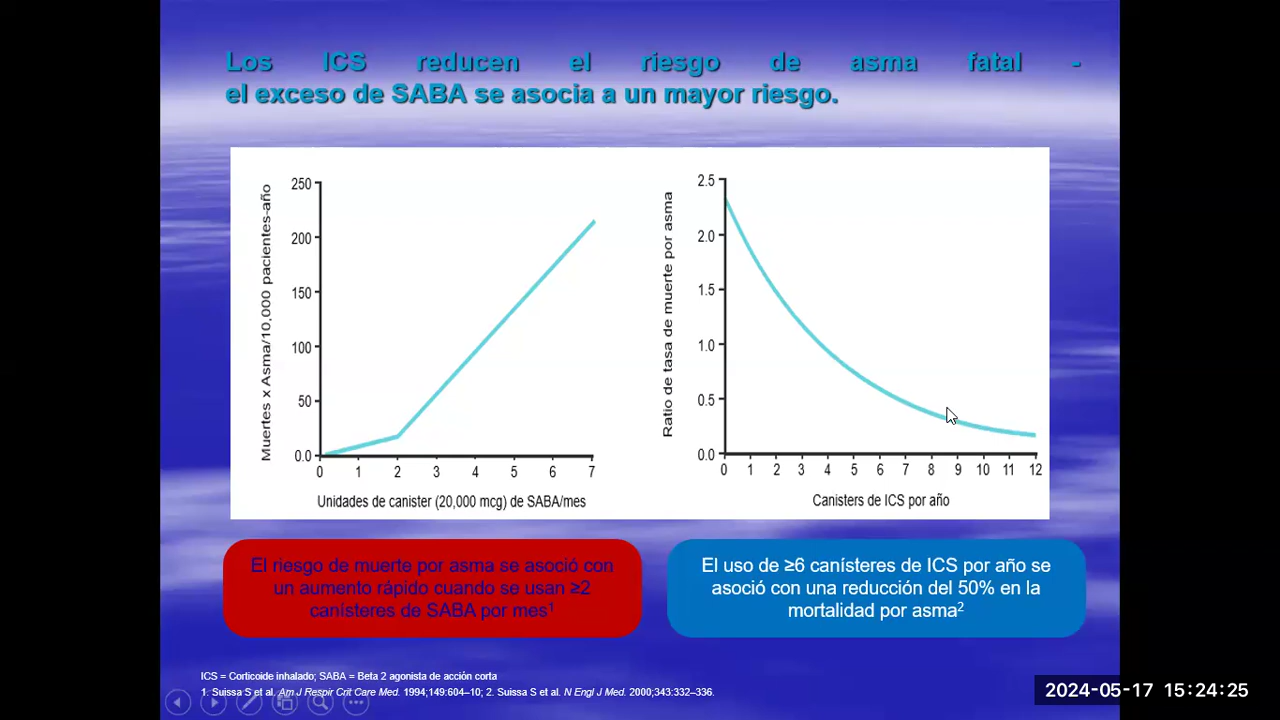 Los ICS reducen el riesgo de asma fatal -
el exceso de SABA se asocia a un mayor riesgo.
Muertes x Asma/10,000 pacientes-año
250
200
150
100
50
0.0
0 1 2 3 4 5 6 7
Unidades de canister (20,000 mcg) de SABA/mes
Ratio de tasa de muerte por asma
2.5
2.0
1.5
1.0
0.5
0.0
0 1 2 3 4 5 6 7 8 9 10 11 12
Canisters de ICS por año
El riesgo de muerte por asma se asoció con
un aumento rápido cuando se usan ≥2
canísteres de SABA por mes¹
El uso de ≥6 canísteres de ICS por año se
asoció con una reducción del 50% en la
mortalidad por asma²
ICS = Corticoide inhalado; SABA = Beta 2 agonista de acción corta
1. Suissa S et al. Am J Respir Crit Care Med. 1994;149:604–10; 2. Suissa S et al. N Engl J Med. 2000;343:332–336.
2024-05-17 15:24:25